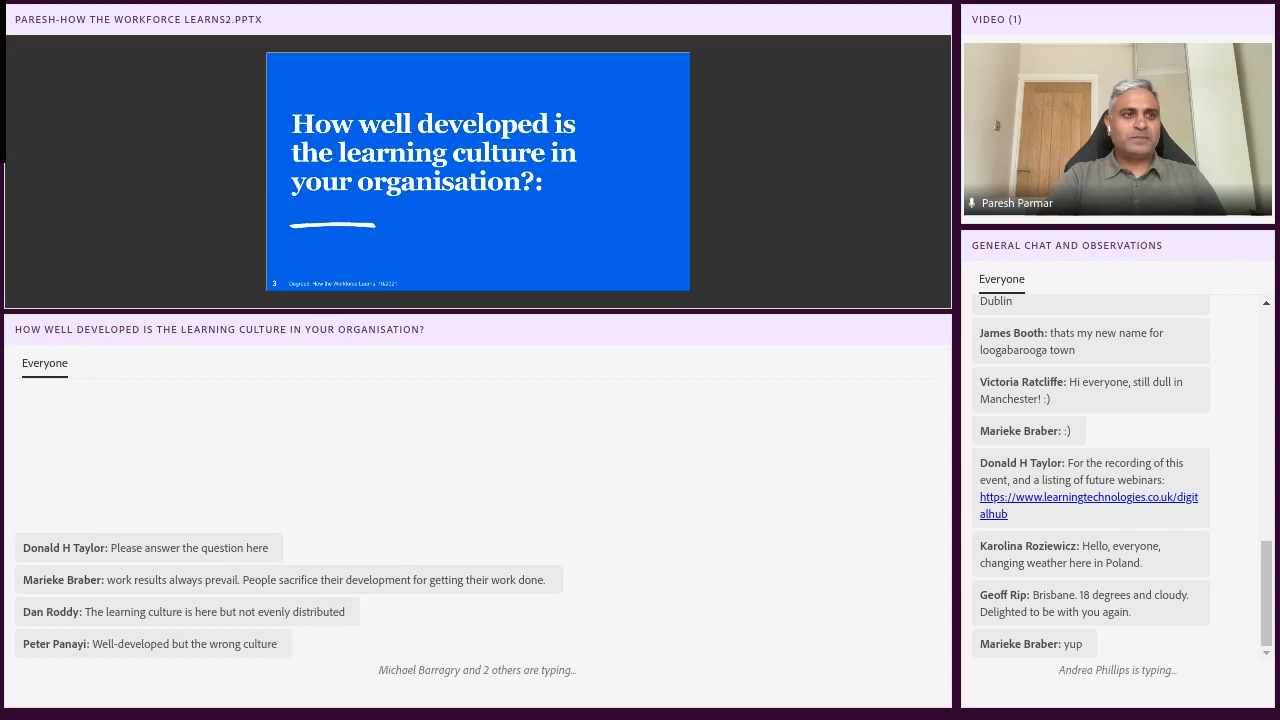 PARESH-HOW THE WORKFORCE LEARNS2.PPTX
How well developed is
the learning culture in
your organisation?:
3 Degreed. How the Workforce Learns. 10/2021
HOW WELL DEVELOPED IS THE LEARNING CULTURE IN YOUR ORGANISATION?
Everyone
Donald H Taylor: Please answer the question here
Marieke Braber: work results always prevail. People sacrifice their development for getting their work done.
Dan Roddy: The learning culture is here but not evenly distributed
Peter Panayi: Well-developed but the wrong culture
Michael Barragry and 2 others are typing...
VIDEO (1)
Paresh Parmar
GENERAL CHAT AND OBSERVATIONS
Everyone
Dublin
James Booth: thats my new name for
loogabarooga town
Victoria Ratcliffe: Hi everyone, still dull in
Manchester! :)
Marieke Braber: :)
Donald H Taylor: For the recording of this
event, and a listing of future webinars:
https://www.learningtechnologies.co.uk/digit
alhub
Karolina Roziewicz: Hello, everyone,
changing weather here in Poland.
Geoff Rip: Brisbane. 18 degrees and cloudy.
Delighted to be with you again.
Marieke Braber: yup
Andrea Phillips is typing...